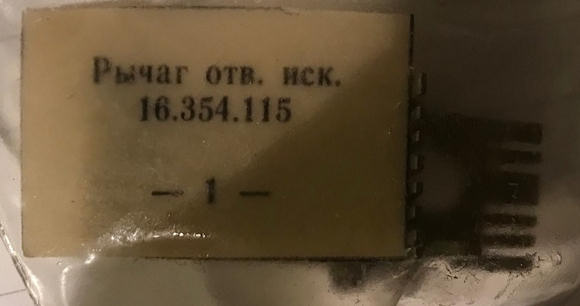 Рычаг отв. иск.
16.354.115
— 1 —